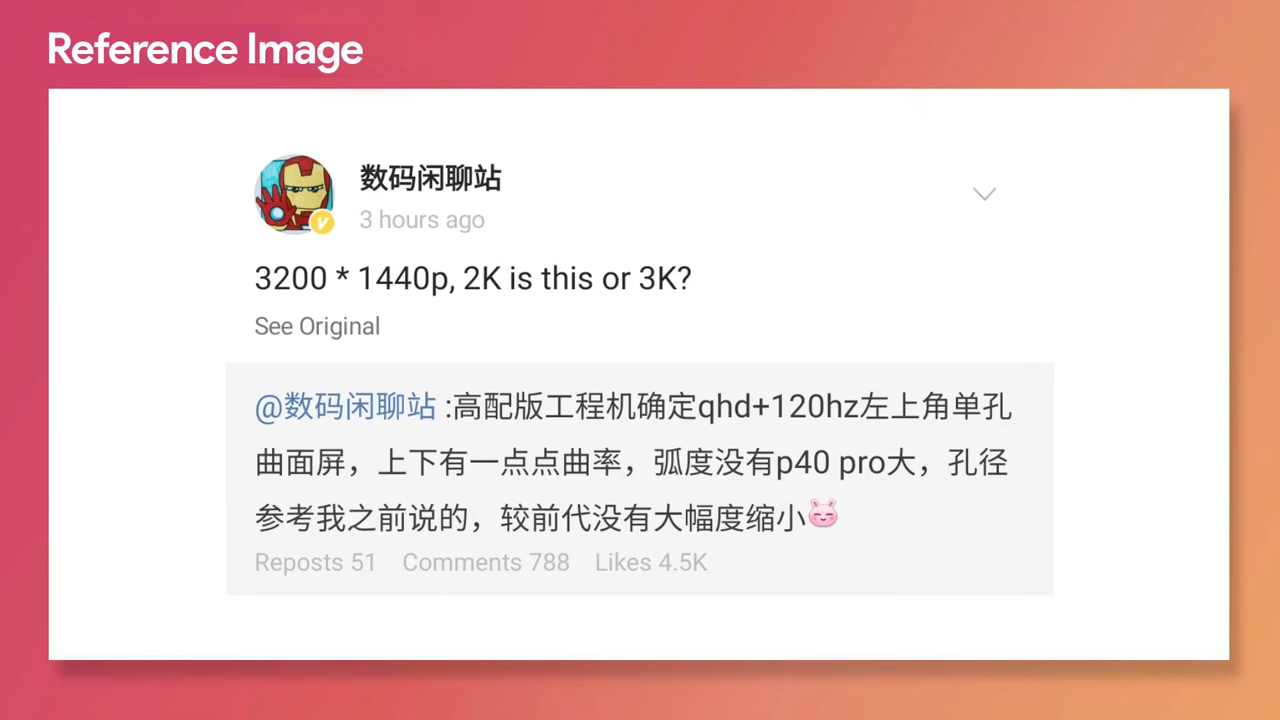 Reference Image
数码闲聊站
3 hours ago
3200 * 1440p, 2K is this or 3K?
See Original
@数码闲聊站 :高配版工程机确定qhd+120hz左上角单孔
曲面屏，上下有一点点曲率，弧度没有p40 pro大，孔径
参考我之前说的，较前代没有大幅度缩小
Reposts 51 Comments 788 Likes 4.5K